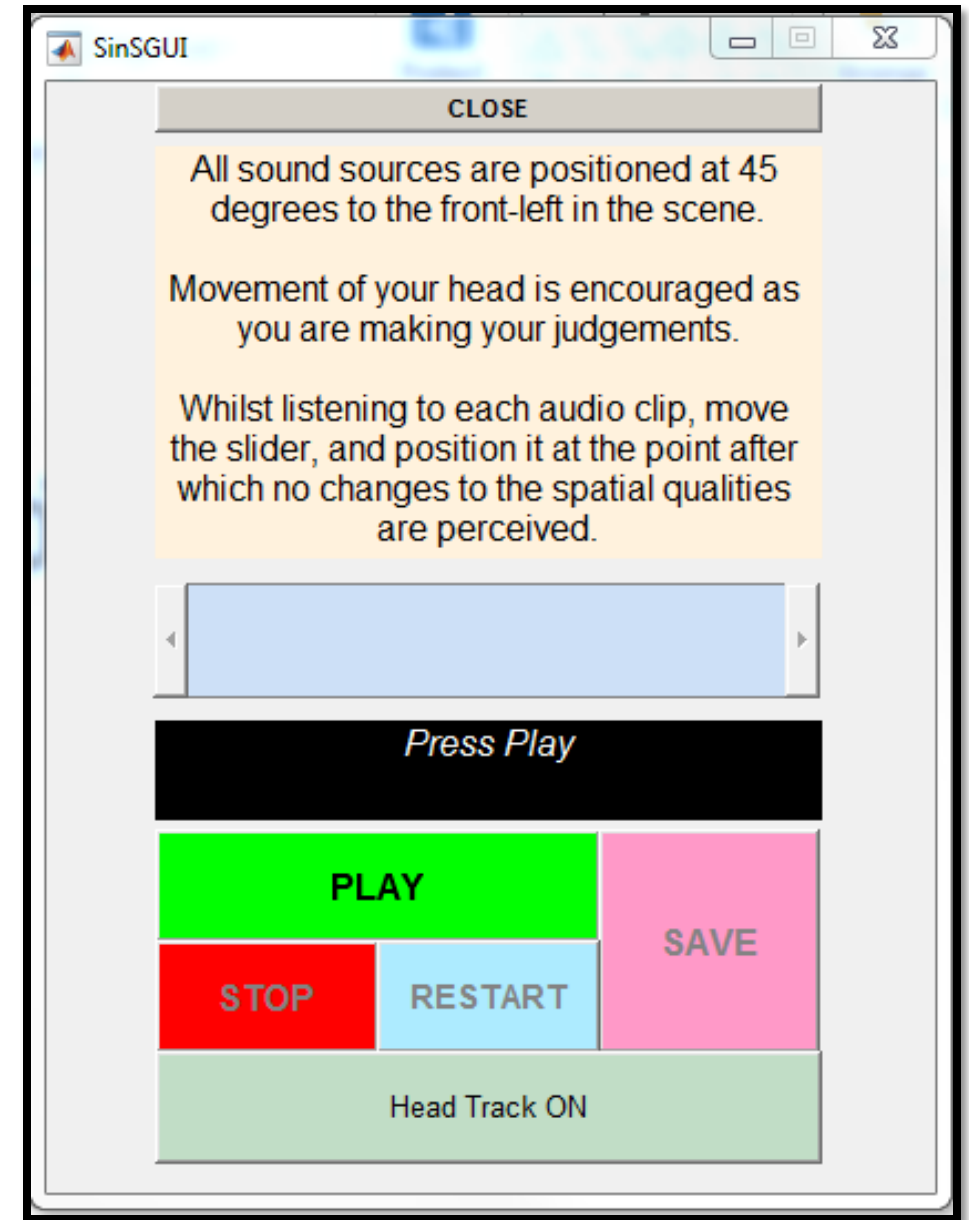 SinSGUI
CLOSE
All sound sources are positioned at 45
degrees to the front-left in the scene.
Movement of your head is encouraged as
you are making your judgements.
Whilst listening to each audio clip, move
the slider, and position it at the point after
which no changes to the spatial qualities
are perceived.
Press Play
PLAY
SAVE
STOP
RESTART
Head Track ON